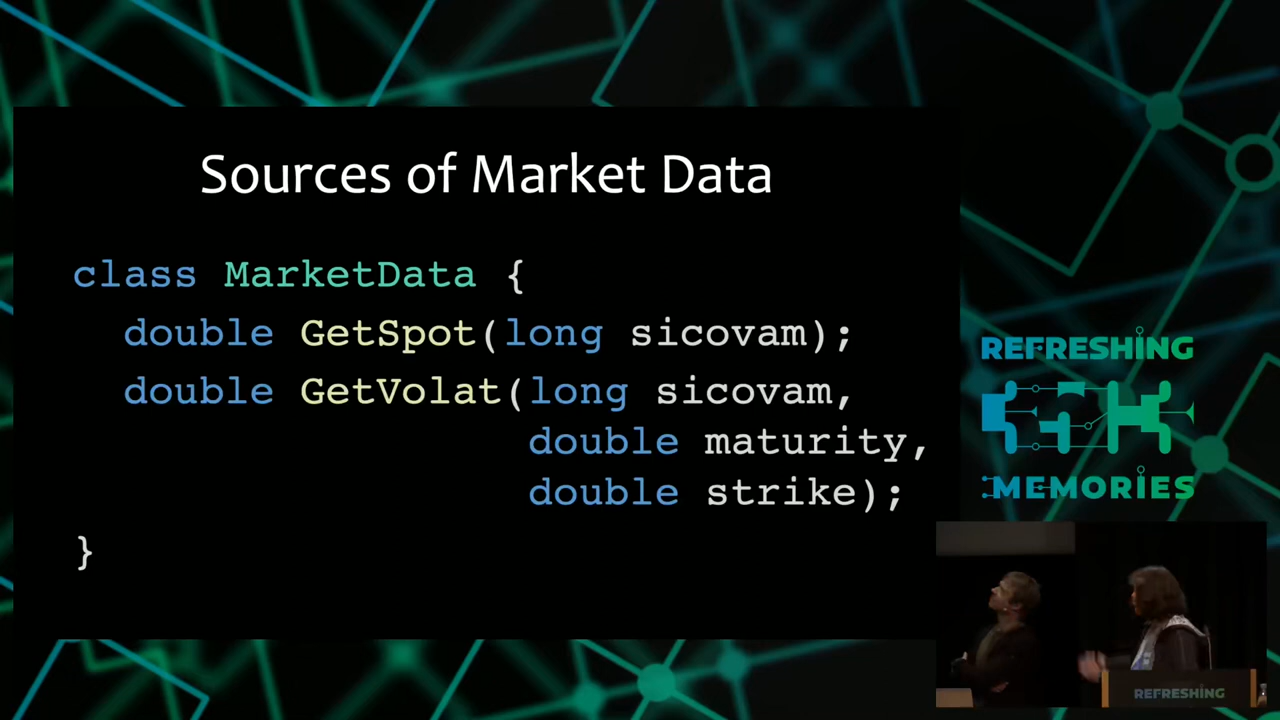 Sources of Market Data
class MarketData {
double GetSpot(long sicovam);
double GetVolat(long sicovam,
double maturity,
double strike);
}
REFRESHING
MEMORIES
REFRESHING